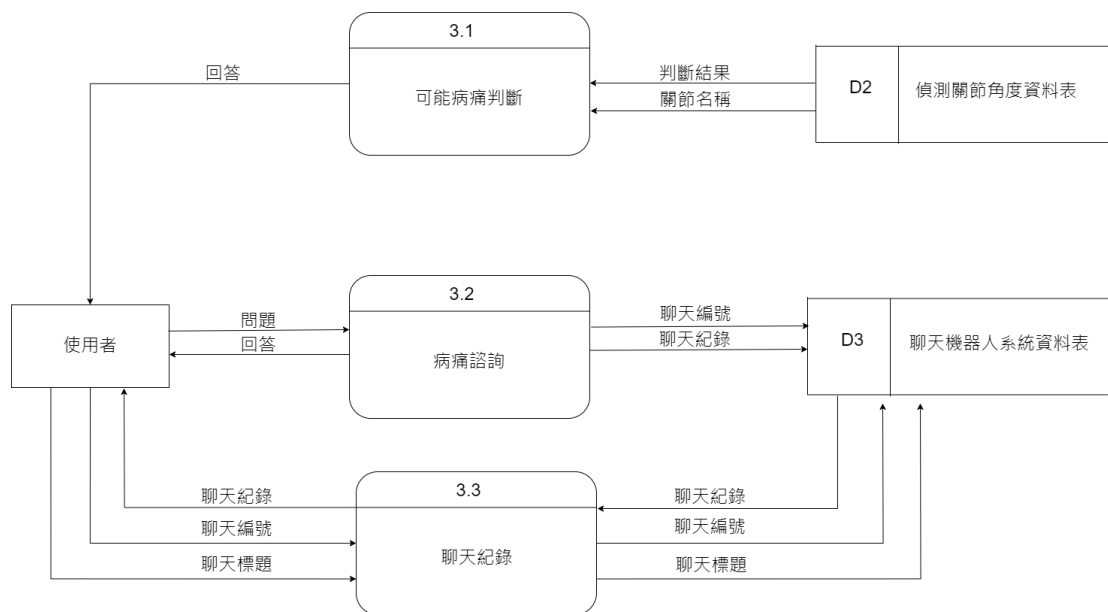 3.1
可能病痛判斷
回答
判斷結果
關節名稱
D2
偵測關節角度資料表
使用者
問題
回答
3.2
病痛諮詢
聊天編號
聊天紀錄
D3
聊天機器人系統資料表
3.3
聊天紀錄
聊天紀錄
聊天編號
聊天標題
聊天紀錄
聊天編號
聊天標題